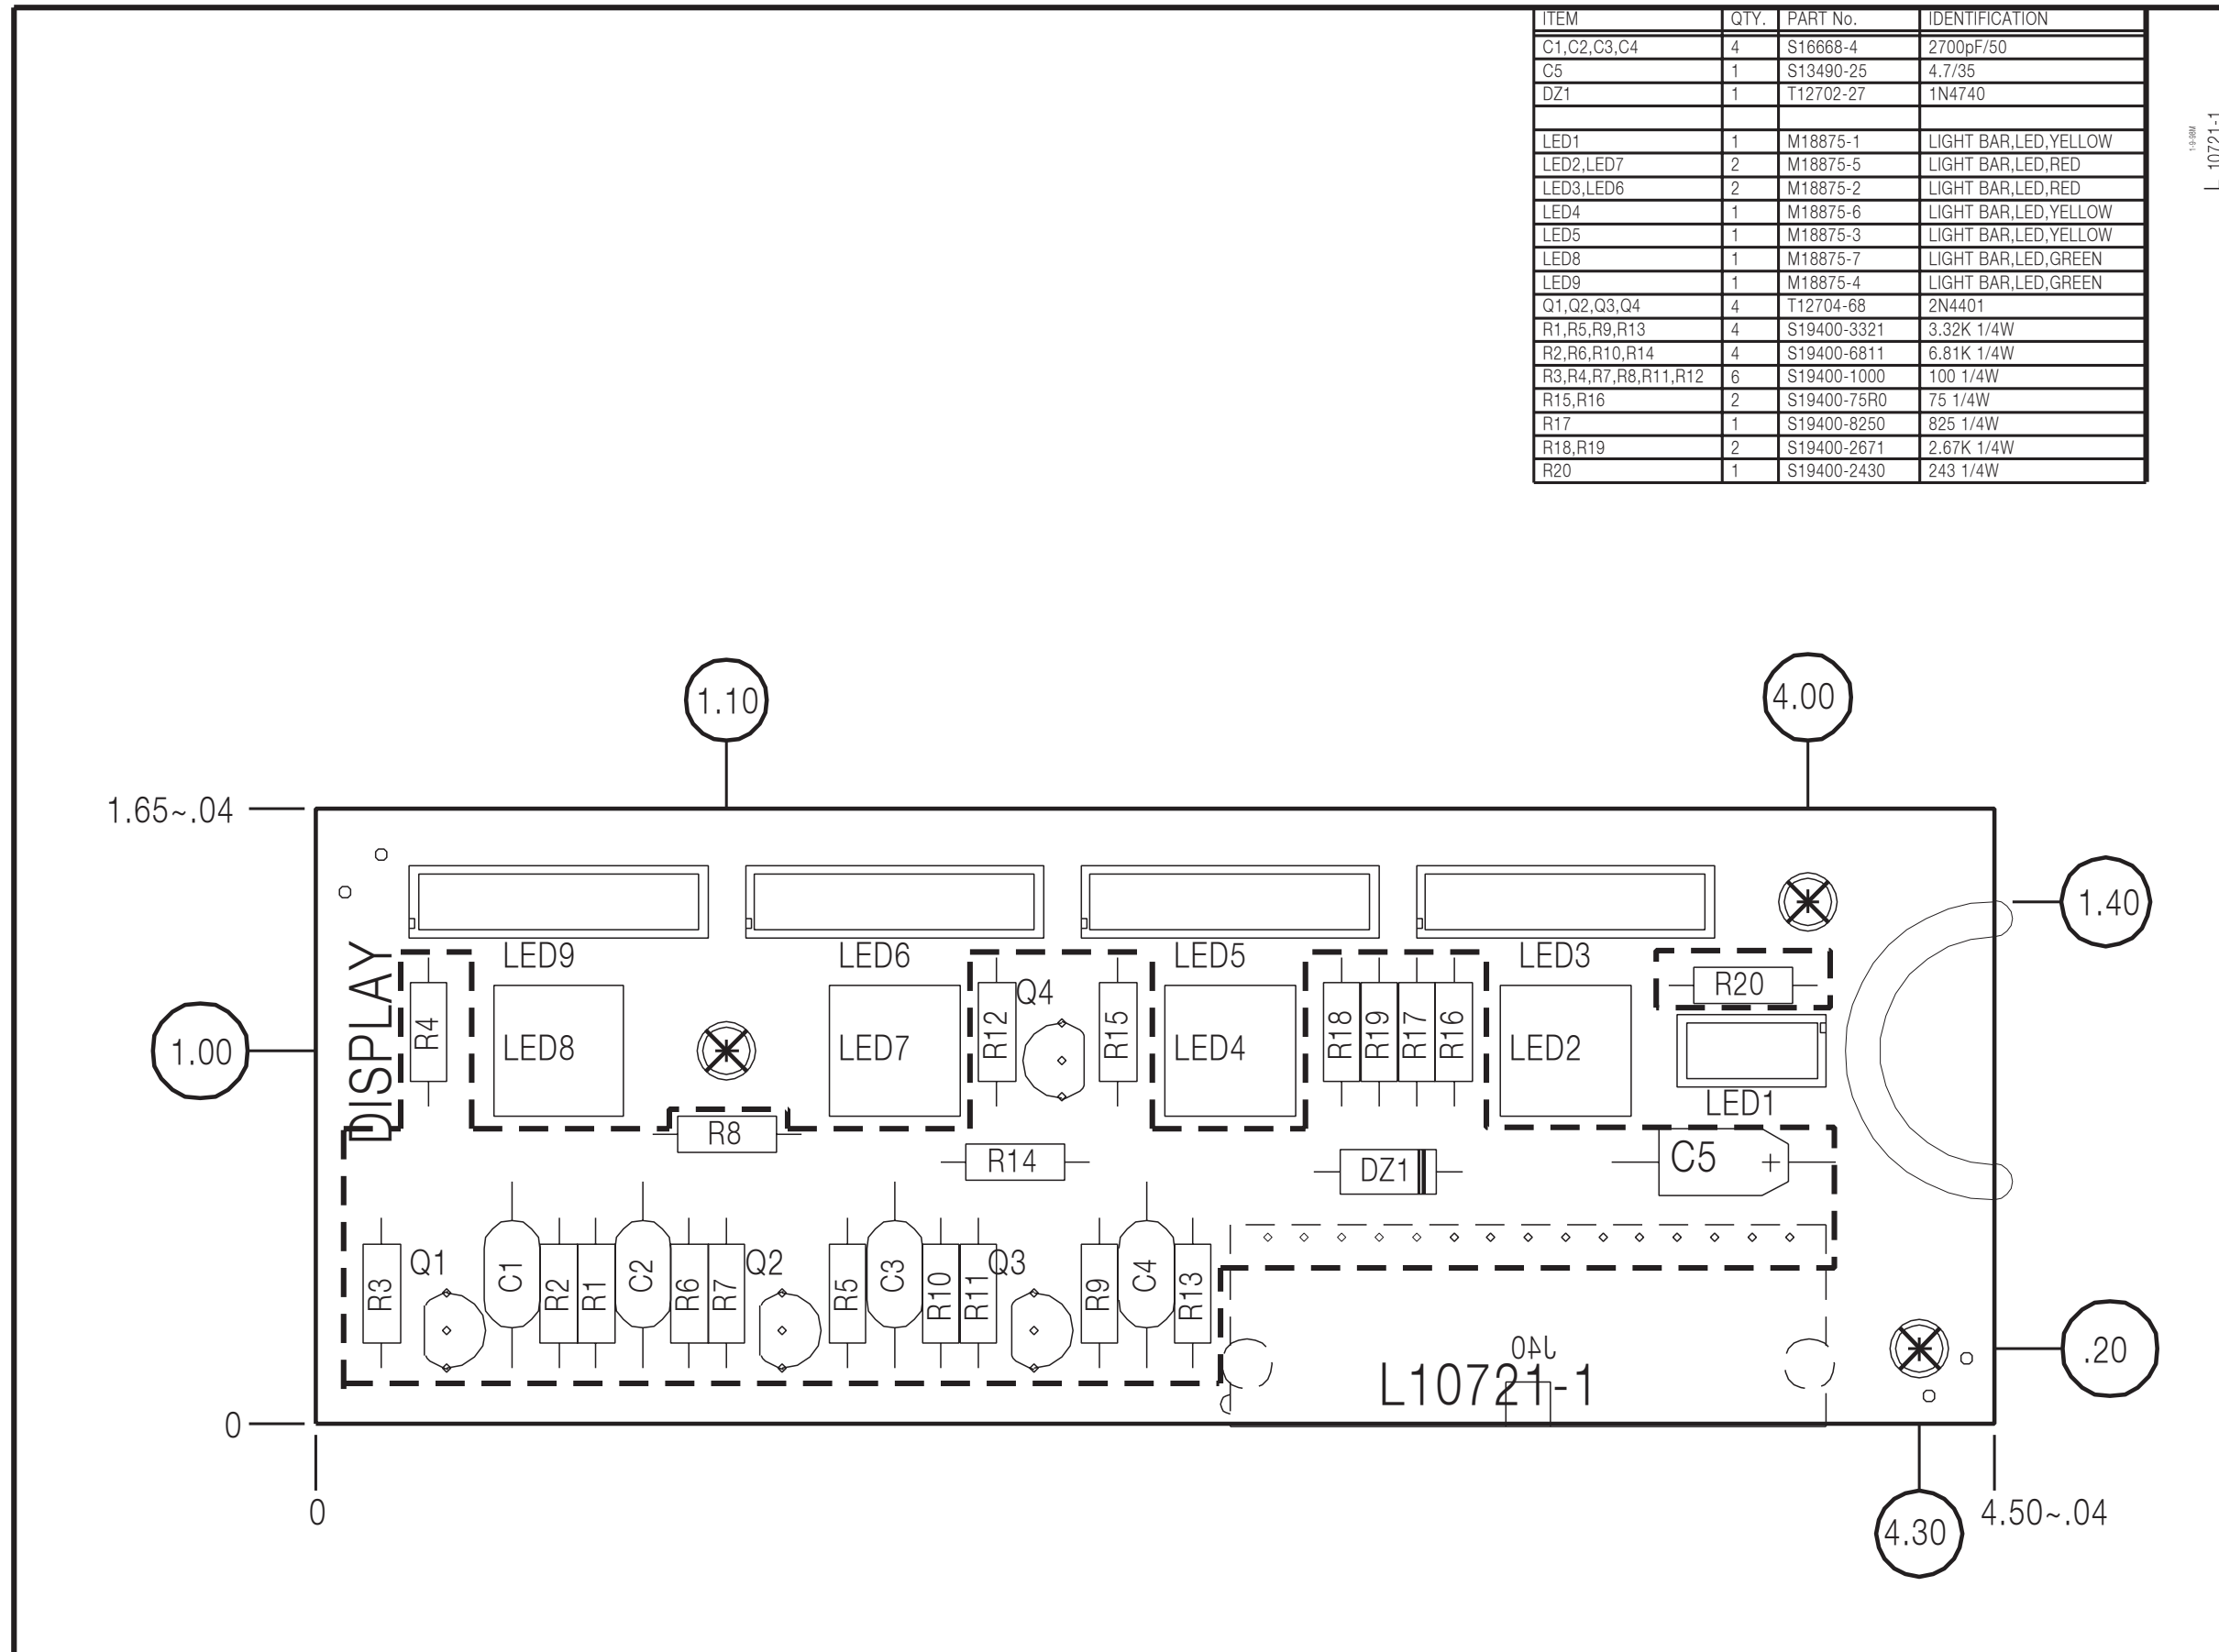 ITEM QTY. PART No. IDENTIFICATION
C1,C2,C3,C4 4 S16668-4 2700pF/50
C5 1 S13490-25 4.7/35
DZ1 1 T12702-27 1N4740
LED1 1 M18875-1 LIGHT BAR,LED,YELLOW
LED2,LED7 2 M18875-5 LIGHT BAR,LED,RED
LED3,LED6 2 M18875-2 LIGHT BAR,LED,RED
LED4 1 M18875-6 LIGHT BAR,LED,YELLOW
LED5 1 M18875-3 LIGHT BAR,LED,YELLOW
LED8 1 M18875-7 LIGHT BAR,LED,GREEN
LED9 1 M18875-4 LIGHT BAR,LED,GREEN
Q1,Q2,Q3,Q4 4 T12704-68 2N4401
R1,R5,R9,R13 4 S19400-3321 3.32K 1/4W
R2,R6,R10,R14 4 S19400-6811 6.81K 1/4W
R3,R4,R7,R8,R11,R12 6 S19400-1000 100 1/4W
R15,R16 2 S19400-75R0 75 1/4W
R17 1 S19400-8250 825 1/4W
R18,R19 2 S19400-2671 2.67K 1/4W
R20 1 S19400-2430 243 1/4W
1-9-98M
L 10721-1
1.10
4.00
1.65~.04
1.40
DISPLAY
LED9
LED6
LED5
LED3
R20
R4
LED8
LED7
R12
Q4
R15
LED4
R18
R19
R17
R16
LED2
1.00
LED1
R8
R14
DZ1
C5 +
R3
Q1
C1
R2
R1
C2
R6
R7
Q2
R5
C3
R10
R11
Q3
R9
C4
R13
J40
L10721-1
.20
0
0
4.30
4.50~.04